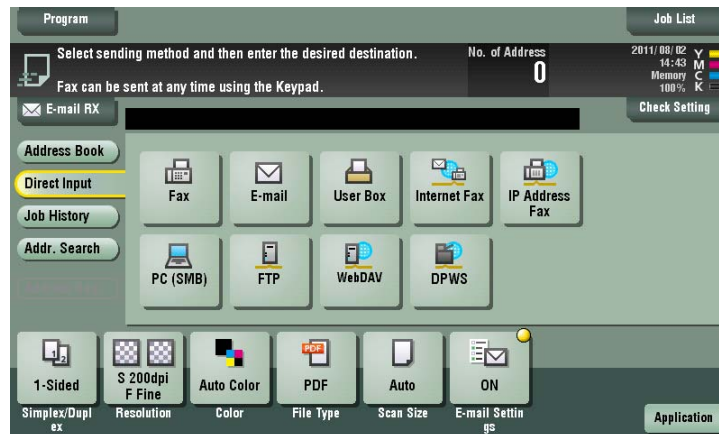 Program
Job List
Select sending method and then enter the desired destination.
No. of Address
0
Fax can be sent at any time using the Keypad.
2011/08/02
14:43
Memory
100%
Y
M
C
K
E-mail RX
Check Setting
Address Book
Direct Input
Job History
Addr. Search
Fax
E-mail
User Box
Internet Fax
IP Address
Fax
PC (SMB)
FTP
WebDAV
DPWS
1
2
1-Sided
S 200dpi
F Fine
Auto Color
PDF
PDF
Auto
ON
Simplex/Dupl
ex
Resolution
Color
File Type
Scan Size
E-mail Settin
gs
Application